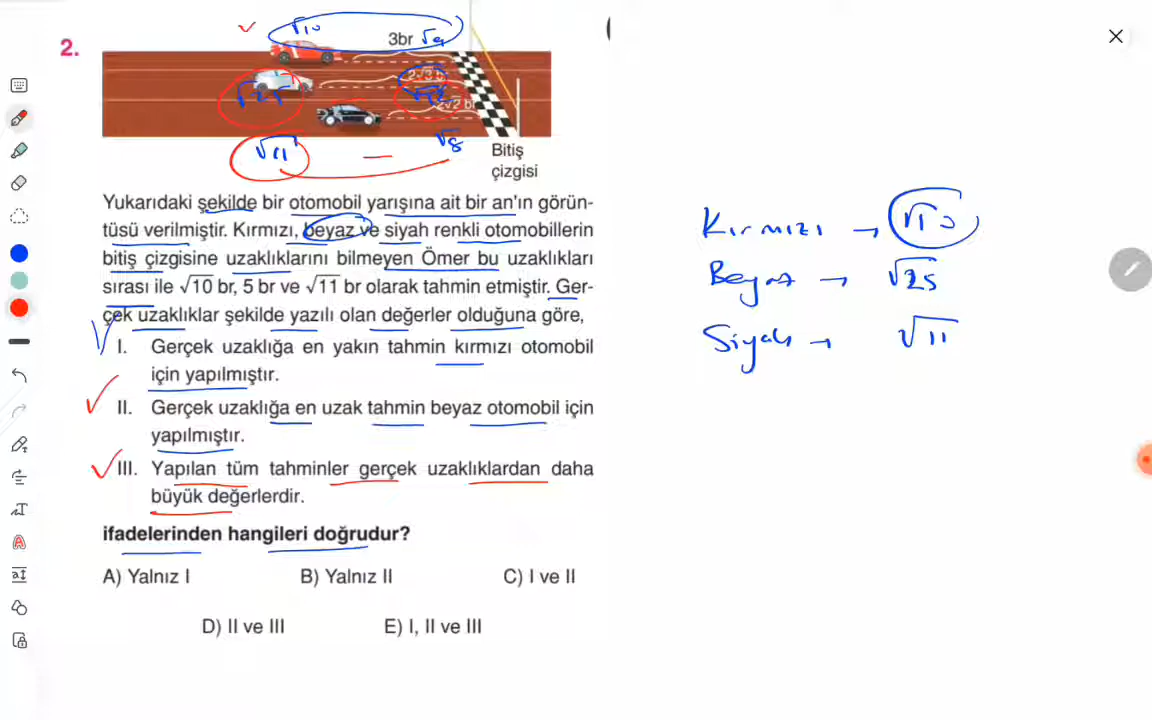 2.
√10
3br √9
2√3 b
√25
√12
2√2 br
√11
√8
Bitiş
çizgisi
Yukarıdaki şekilde bir otomobil yarışına ait bir an'ın görün-
tüsü verilmiştir. Kırmızı, beyaz ve siyah renkli otomobillerin
bitiş çizgisine uzaklıklarını bilmeyen Ömer bu uzaklıkları
sırası ile √10 br, 5 br ve √11 br olarak tahmin etmiştir. Ger-
çek uzaklıklar şekilde yazılı olan değerler olduğuna göre,
I. Gerçek uzaklığa en yakın tahmin kırmızı otomobil
için yapılmıştır.
II. Gerçek uzaklığa en uzak tahmin beyaz otomobil için
yapılmıştır.
III. Yapılan tüm tahminler gerçek uzaklıklardan daha
büyük değerlerdir.
ifadelerinden hangileri doğrudur?
A) Yalnız I B) Yalnız II C) I ve II
D) II ve III E) I, II ve III
Kırmızı → √10
Beyaz → √25
Siyah → √11